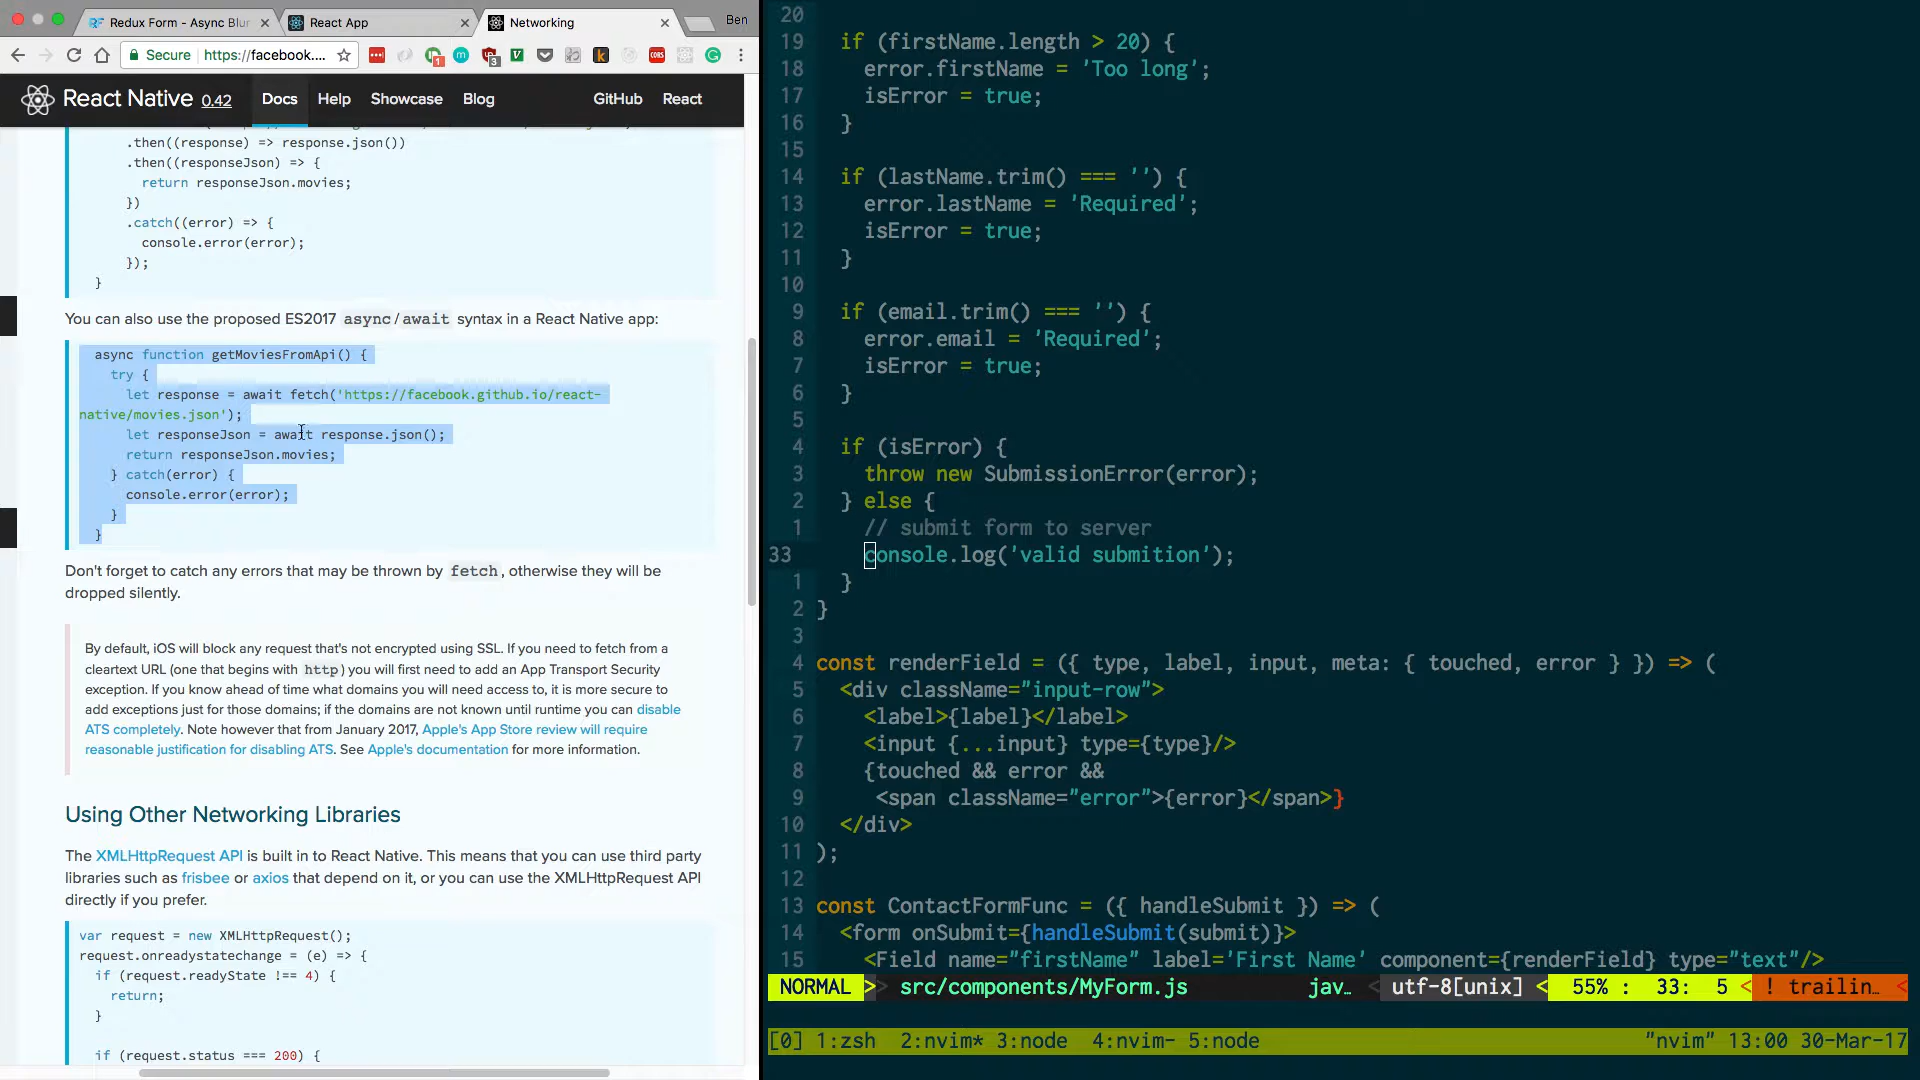 Redux Form - Async Blur
React App
Networking
Ben
Secure
https://facebook....
React Native 0.42 Docs Help Showcase Blog GitHub React
.then((response) => response.json())
.then((responseJson) => {
return responseJson.movies;
})
.catch((error) => {
console.error(error);
});
}
You can also use the proposed ES2017 async/await syntax in a React Native app:
async function getMoviesFromApi() {
try {
let response = await fetch('https://facebook.github.io/react-
native/movies.json');
let responseJson = await response.json();
return responseJson.movies;
} catch(error) {
console.error(error);
}
}
Don't forget to catch any errors that may be thrown by fetch, otherwise they will be
dropped silently.
By default, iOS will block any request that's not encrypted using SSL. If you need to fetch from a
cleartext URL (one that begins with http) you will first need to add an App Transport Security
exception. If you know ahead of time what domains you will need access to, it is more secure to
add exceptions just for those domains; if the domains are not known until runtime you can disable
ATS completely. Note however that from January 2017, Apple's App Store review will require
reasonable justification for disabling ATS. See Apple's documentation for more information.
Using Other Networking Libraries
The XMLHttpRequest API is built in to React Native. This means that you can use third party
libraries such as frisbee or axios that depend on it, or you can use the XMLHttpRequest API
directly if you prefer.
var request = new XMLHttpRequest();
request.onreadystatechange = (e) => {
if (request.readyState !== 4) {
return;
}
if (request.status === 200) {
20
19 if (firstName.length > 20) {
18 error.firstName = 'Too long';
17 isError = true;
16 }
15
14 if (lastName.trim() === '') {
13 error.lastName = 'Required';
12 isError = true;
11 }
10
9 if (email.trim() === '') {
8 error.email = 'Required';
7 isError = true;
6 }
5
4 if (isError) {
3 throw new SubmissionError(error);
2 } else {
1 // submit form to server
33 console.log('valid submition');
1 }
2 }
3
4 const renderField = ({ type, label, input, meta: { touched, error } }) => (
5 <div className="input-row">
6 <label>{label}</label>
7 <input {...input} type={type}/>
8 {touched && error &&
9 <span className="error">{error}</span>}
10 </div>
11 );
12
13 const ContactFormFunc = ({ handleSubmit }) => (
14 <form onSubmit={handleSubmit(submit)}>
15 <Field name="firstName" label='First Name' component={renderField} type="text"/>
NORMAL >> src/components/MyForm.js jav… < utf-8[unix] < 55% : 33: 5 < ! trailin… <
[0] 1:zsh 2:nvim* 3:node 4:nvim- 5:node "nvim" 13:00 30-Mar-17